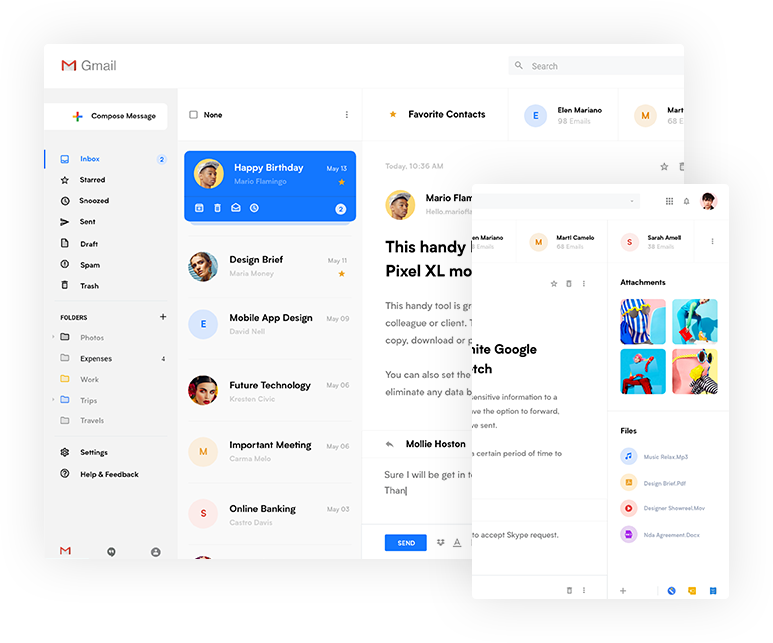 Gmail
Search
Compose Message
None
Favorite Contacts
E
Elen Mariano
98 Emails
M
68 Emails
Inbox
2
Starred
Snoozed
Sent
Draft
Spam
Trash
FOLDERS
Photos
Expenses
4
Work
Trips
Travels
Settings
Help & Feedback
Happy Birthday
May 13
Mario Flamingo
2
Design Brief
May 11
Maria Money
E
Mobile App Design
May 09
David Nell
Future Technology
May 06
Kresten Civic
M
Important Meeting
May 06
Carma Melo
S
Online Banking
May 03
Castro Devis
Today, 10:36 AM
Mario Flam
Hello.mariofla
This handy
Pixel XL mo
This handy tool is gr
colleague or client. T
copy, download or p
You can also set the
eliminate any data b
Mollie Hoston
Sure I will be get in to
Than
SEND
en Mariano
Emails
M
Marti Camelo
68 Emails
S
Sarah Amell
38 Emails
nite Google
etch
sensitive information to a
ve the option to forward,
ve sent.
a certain period of time to
to accept Skype request.
Attachments
Files
Music Relax.Mp3
Design Brief.Pdf
Designer Showreel.Mov
Nda Agreement.Docx